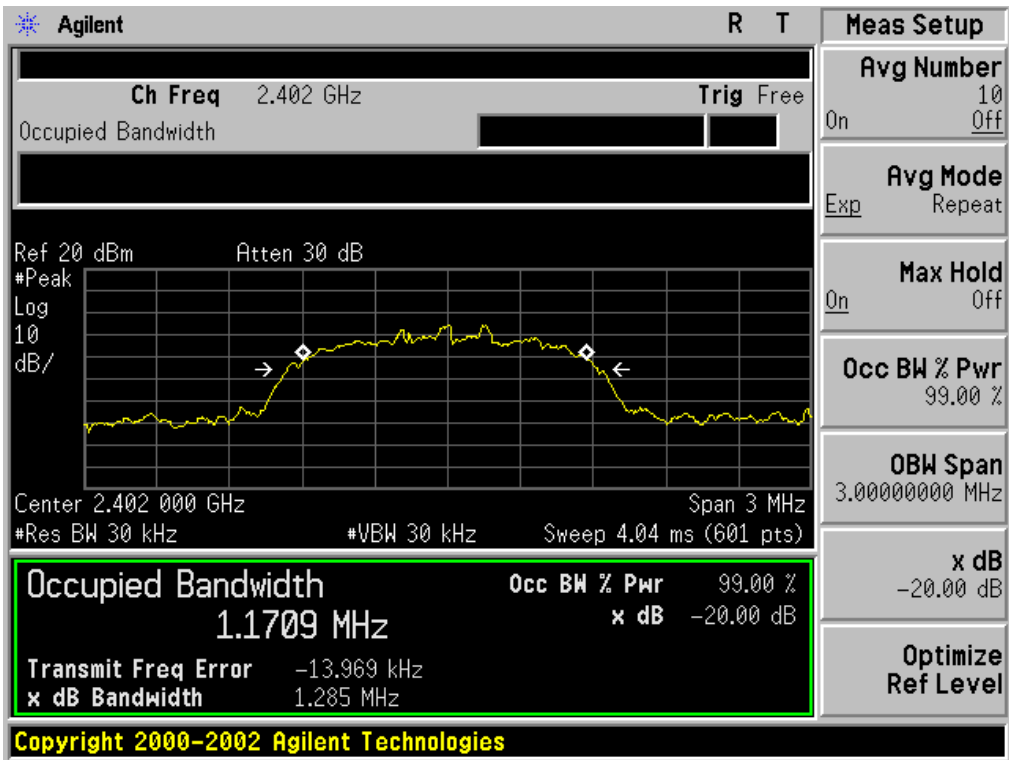 Agilent R T
Ch Freq 2.402 GHz Trig Free
Occupied Bandwidth
Ref 20 dBm Atten 30 dB
#Peak
Log
10
dB/
Center 2.402 000 GHz Span 3 MHz
#Res BW 30 kHz #VBW 30 kHz Sweep 4.04 ms (601 pts)
Occupied Bandwidth
1.1709 MHz
Occ BW % Pwr 99.00 %
x dB -20.00 dB
Transmit Freq Error -13.969 kHz
x dB Bandwidth 1.285 MHz
Copyright 2000-2002 Agilent Technologies
Meas Setup
Avg Number
10
On Off
Avg Mode
Exp Repeat
Max Hold
On Off
Occ BW % Pwr
99.00 %
OBW Span
3.00000000 MHz
x dB
-20.00 dB
Optimize
Ref Level